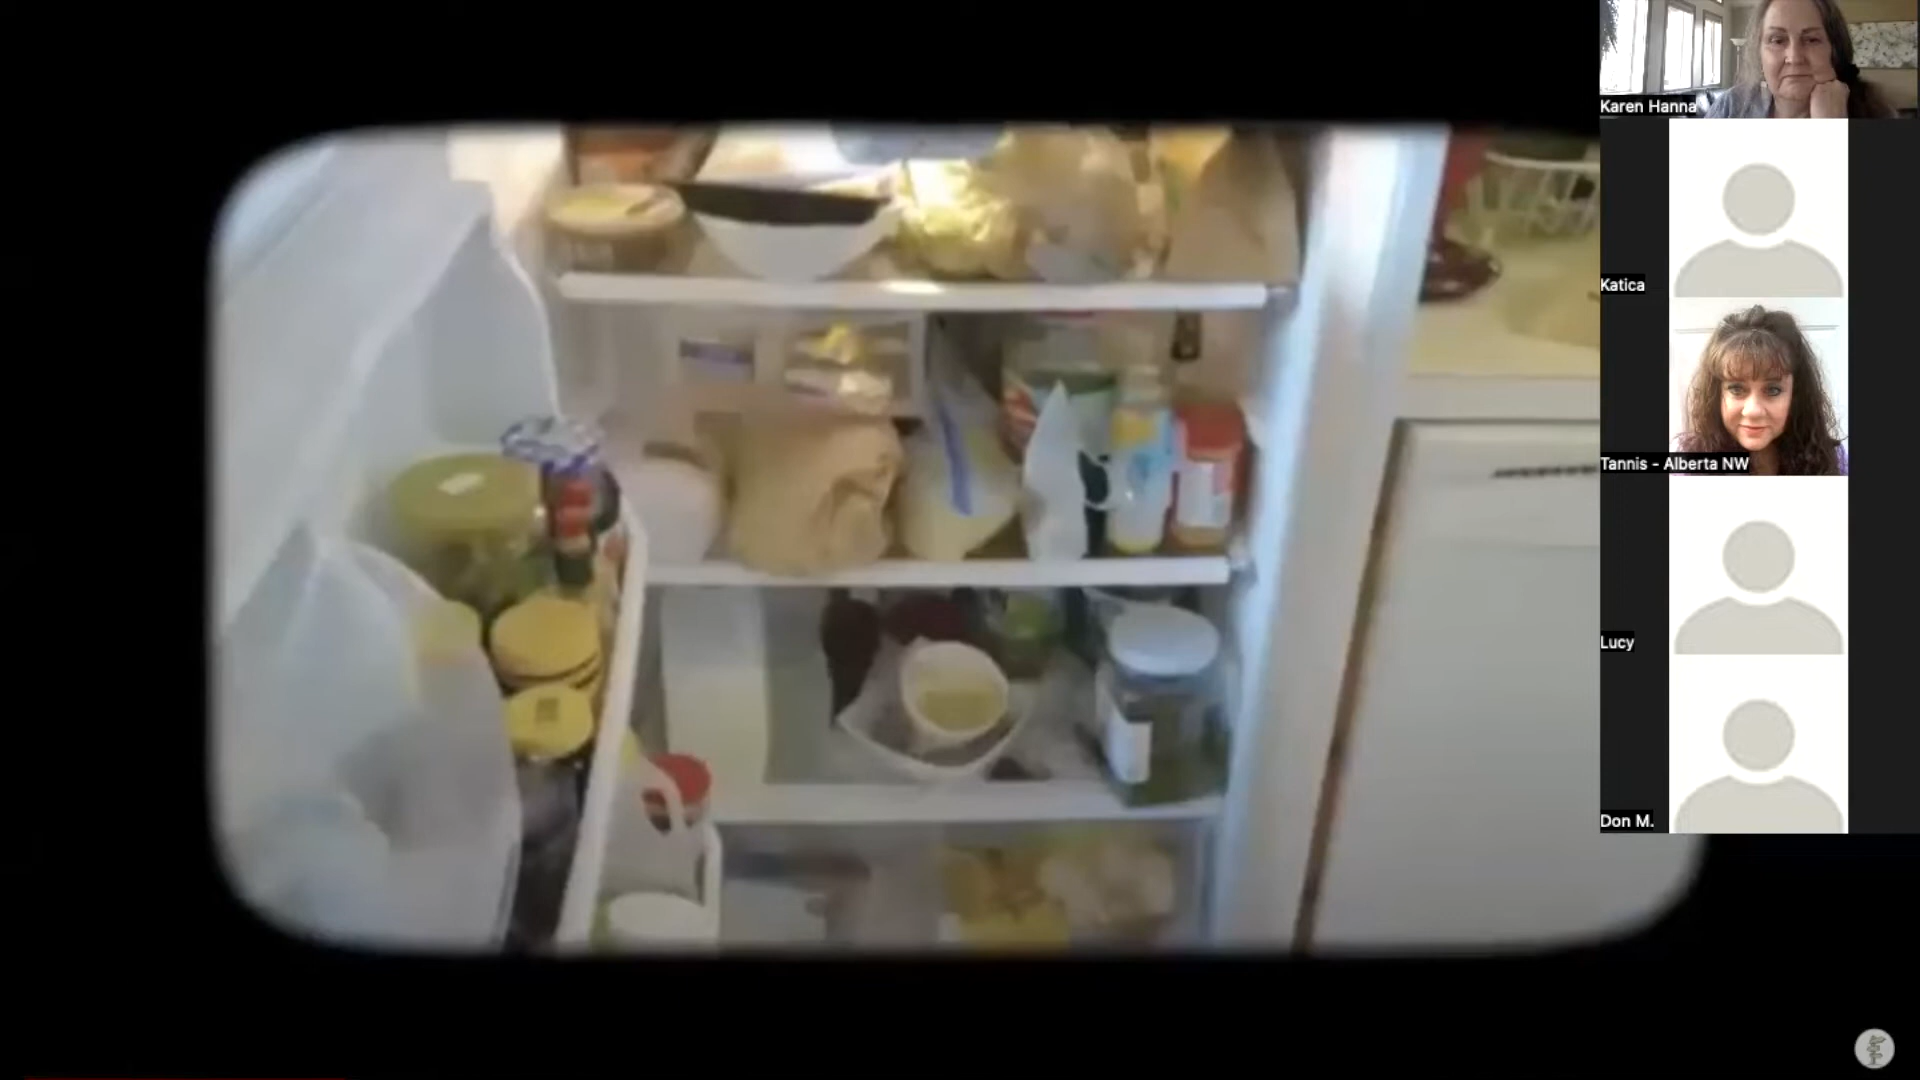 Karen Hanna
Katica
Tannis - Alberta NW
Lucy
Don M.